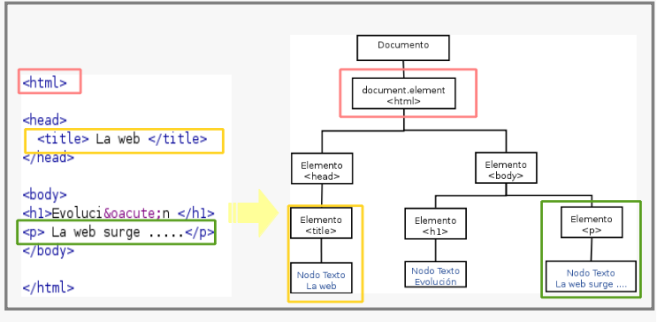 <html>
<head>
<title> La web </title>
</head>
<body>
<h1>Evoluci&oacute;n </h1>
<p> La web surge .....</p>
</body>
</html>
Documento
document.element
<html>
Elemento
<head>
Elemento
<body>
Elemento
<title>
Elemento
<h1>
Elemento
<p>
Nodo Texto
La web
Nodo Texto
Evolución
Nodo Texto
La web surge ....